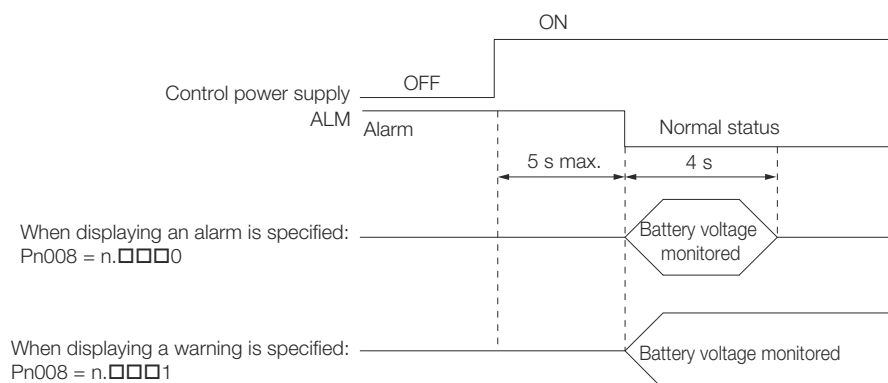 ON
OFF
Control power supply
ALM
Alarm
Normal status
5 s max.
4 s
When displaying an alarm is specified:
Pn008 = n.□□□0
Battery voltage
monitored
When displaying a warning is specified:
Pn008 = n.□□□1
Battery voltage monitored